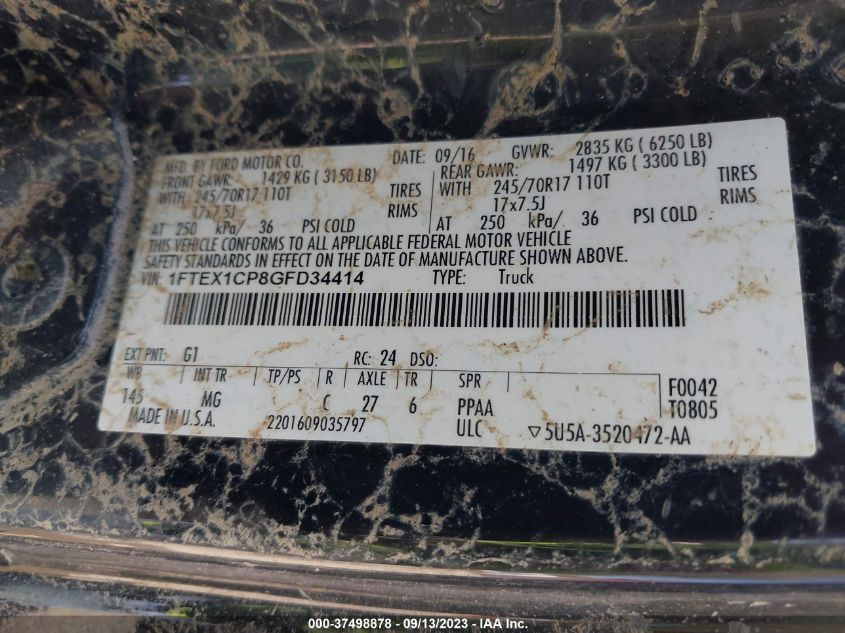 MFD. BY FORD MOTOR CO. DATE: 09/16 GVWR: 2835 KG ( 6250 LB)
FRONT GAWR: 1429 KG ( 3150 LB) REAR GAWR: 1497 KG ( 3300 LB)
WITH 245/70R17 110T TIRES WITH 245/70R17 110T TIRES
17x7.5J RIMS 17x7.5J RIMS
AT 250 kPa/ 36 PSI COLD AT 250 kPa/ 36 PSI COLD
THIS VEHICLE CONFORMS TO ALL APPLICABLE FEDERAL MOTOR VEHICLE
SAFETY STANDARDS IN EFFECT ON THE DATE OF MANUFACTURE SHOWN ABOVE.
VIN: 1FTEX1CP8GFD34414 TYPE: Truck
EXT PNT: G1 RC: 24 DSO:
WB INT TR TP/PS R AXLE TR SPR F0042
145 MG C 27 6 PPAA T0805
MADE IN U.S.A. 2201609035797 ULC ▽5U5A-3520472-AA
000-37498878 - 09/13/2023 - IAA Inc.